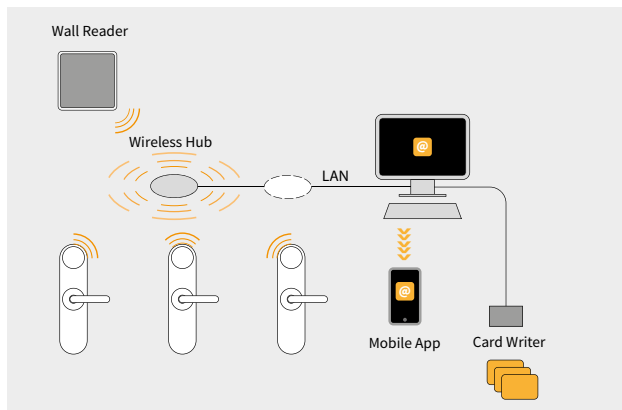 Wall Reader
Wireless Hub
LAN
@
@
Mobile App
Card Writer